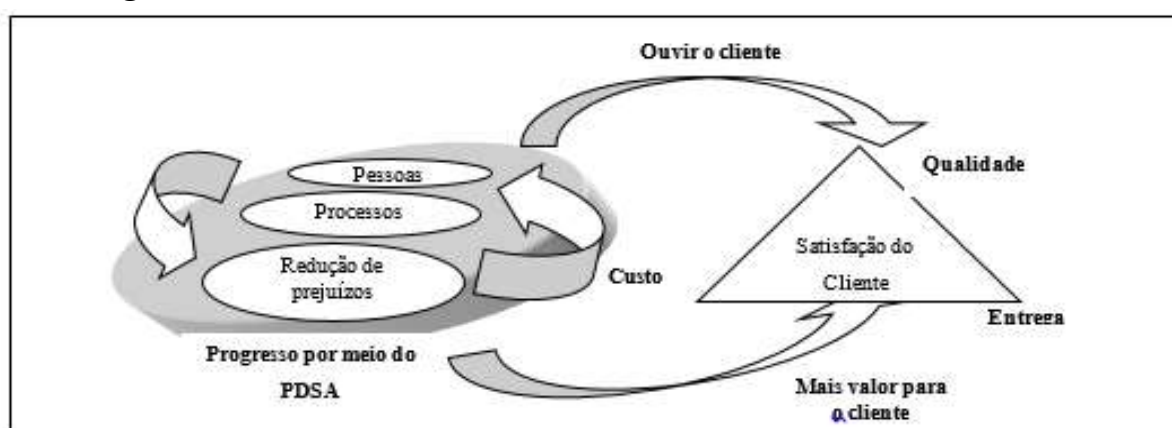 Ouvir o cliente
Pessoas
Processos
Redução de
prejuízos
Custo
Qualidade
Satisfação do
Cliente
Entrega
Progresso por meio do
PDSA
Mais valor para
o cliente